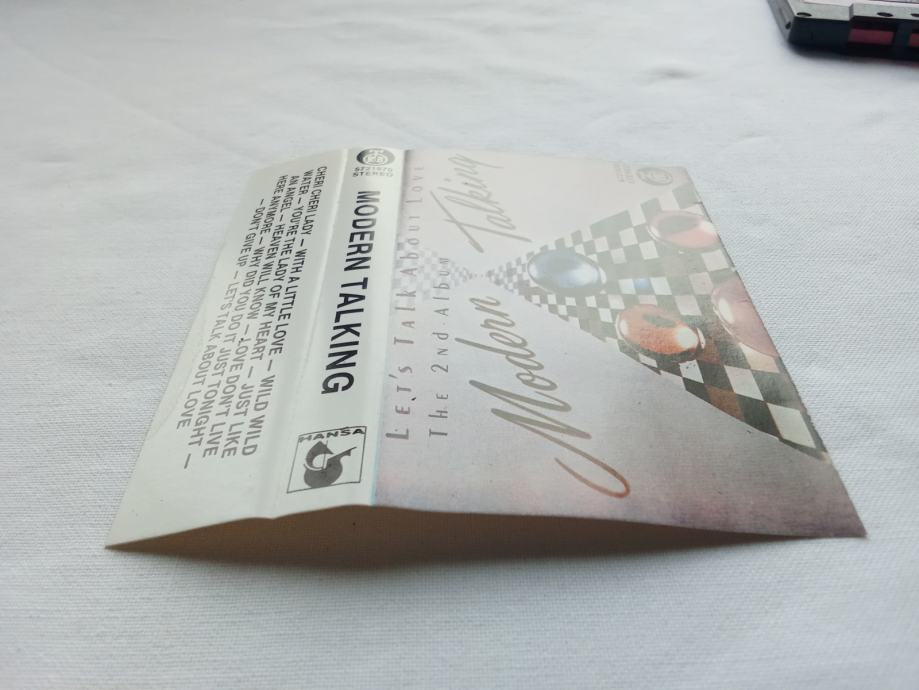 CHERI CHERI LADY — WITH A LITTLE LOVE — WILD WILD
WATER — YOU'RE THE LADY OF MY HEART — JUST LIKE
AN ANGEL — HEAVEN WILL KNOW — LOVE DON'T LIVE
HERE ANYMORE — WHY DID YOU DO IT JUST TONIGHT —
— DON'T GIVE UP — LET'S TALK ABOUT LOVE
STEREO
MODERN TALKING
HANSA
LET'S TALK ABOUT LOVE
THE 2nd Album
Modern Talking